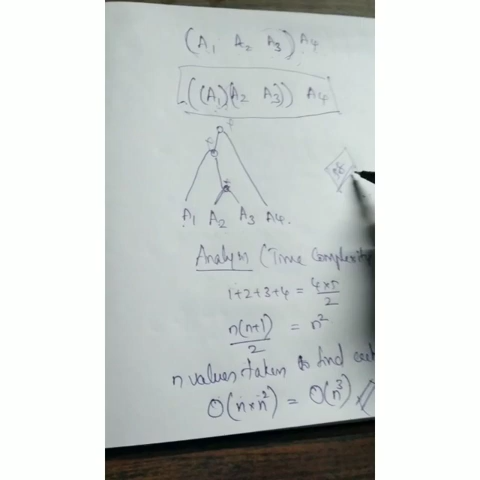 (A1 A2 A3) A4
((A1)(A2 A3)) A4
A1 A2 A3 A4.
Analysis (Time Complexity
1+2+3+4 = 4×5/2
n(n+1)/2 = n²
n values taken to find each
O(n×n²) = O(n³)